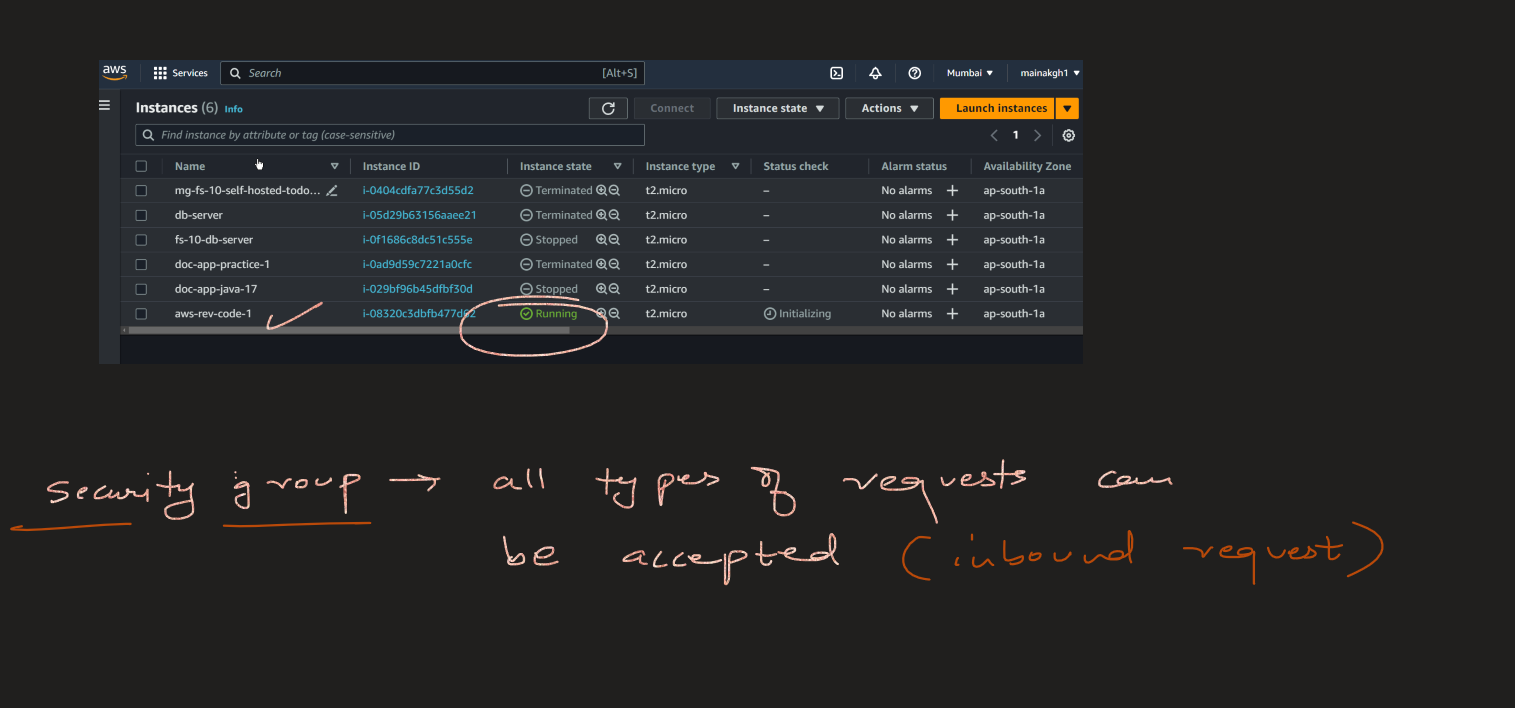 aws Services Search [Alt+S] Mumbai ▼ mainakgh1 ▼
Instances (6) Info Connect Instance state ▼ Actions ▼ Launch instances ▼
Find instance by attribute or tag (case-sensitive) 1
Name Instance ID Instance state Instance type Status check Alarm status Availability Zone
mg-fs-10-self-hosted-todo... i-0404cdfa77c3d55d2 Terminated t2.micro – No alarms + ap-south-1a
db-server i-05d29b63156aaee21 Terminated t2.micro – No alarms + ap-south-1a
fs-10-db-server i-0f1686c8dc51c555e Stopped t2.micro – No alarms + ap-south-1a
doc-app-practice-1 i-0ad9d59c7221a0cfc Terminated t2.micro – No alarms + ap-south-1a
doc-app-java-17 i-029bf96b45dfbf30d Stopped t2.micro – No alarms + ap-south-1a
aws-rev-code-1 i-08320c3dbfb477d62 Running t2.micro Initializing No alarms + ap-south-1a
security group → all types of requests can
be accepted (inbound request)